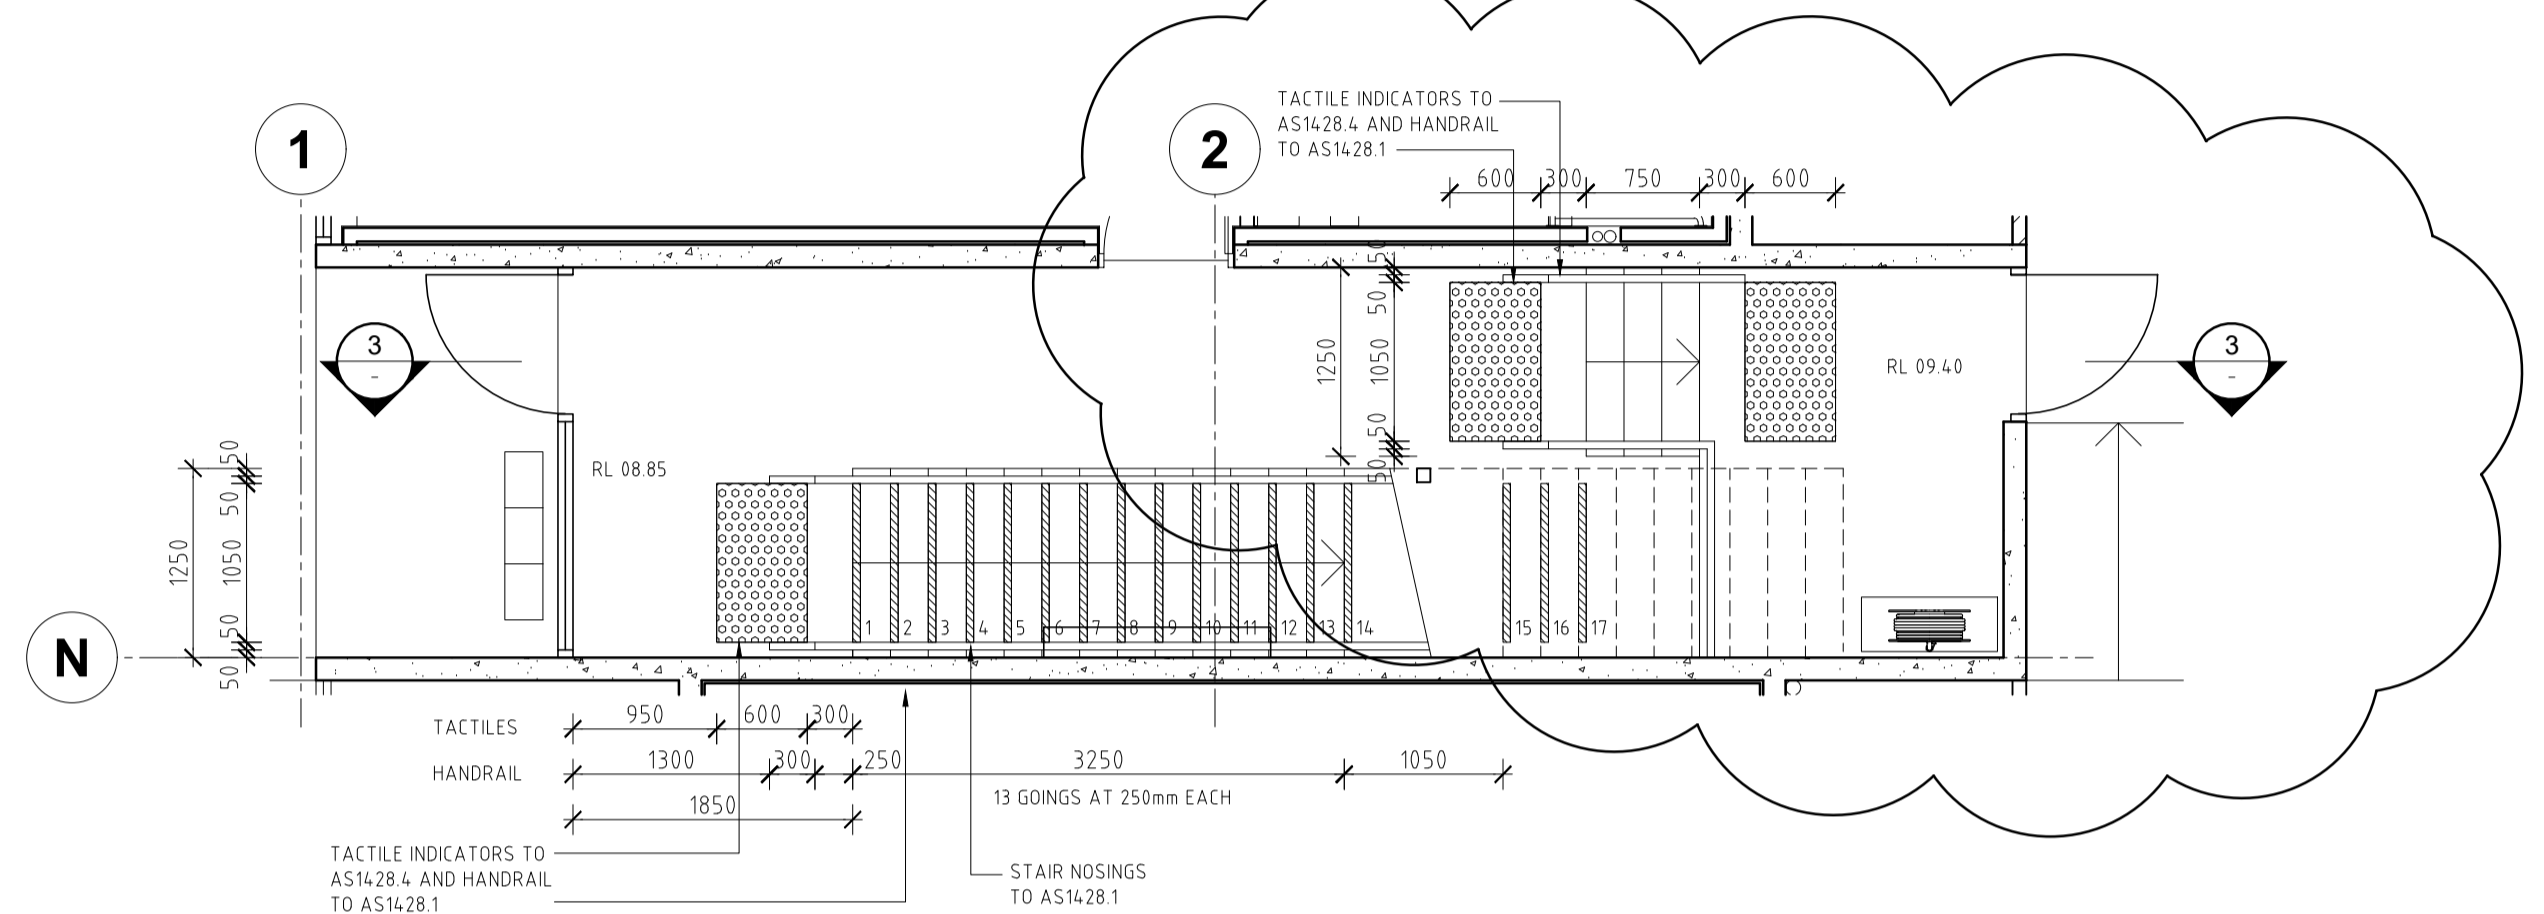 1
2
TACTILE INDICATORS TO
AS1428.4 AND HANDRAIL
TO AS1428.1
600 300 750 300 600
3
-
3
-
50
50
1050
50
50
1250
RL 09.40
RL 08.85
50
50
1050
50
50
1250
N
1 2 3 4 5 6 7 8 9 10 11 12 13 14 15 16 17
TACTILES 950 600 300
HANDRAIL 1300 300 250 3250 1050
13 GOINGS AT 250mm EACH
1850
TACTILE INDICATORS TO
AS1428.4 AND HANDRAIL
TO AS1428.1
STAIR NOSINGS
TO AS1428.1